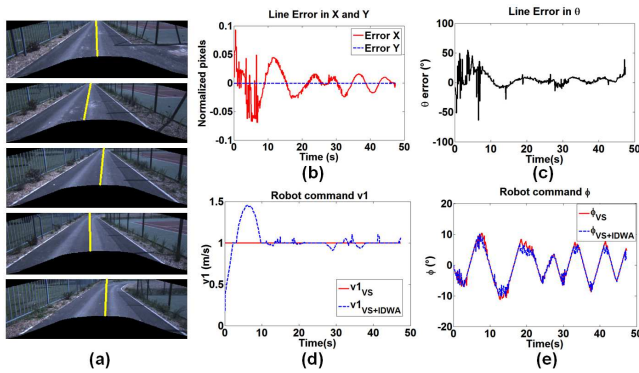 Line Error in X and Y
Normalized pixels
0.1
0.05
0
-0.05
-0.1
Error X
Error Y
0 10 20 30 40 50
Time (s)
(b)
Line Error in θ
θ error (°)
100
50
0
-50
-100
0 10 20 30 40 50
Time(s)
(c)
Robot command v1
v1 (m/s)
1.5
1
0.5
0
v1VS
v1VS+IDWA
0 10 20 30 40 50
Time(s)
(d)
Robot command ϕ
ϕ (°)
20
10
0
-10
-20
ϕVS
ϕVS+IDWA
0 10 20 30 40 50
Time(s)
(e)
(a)